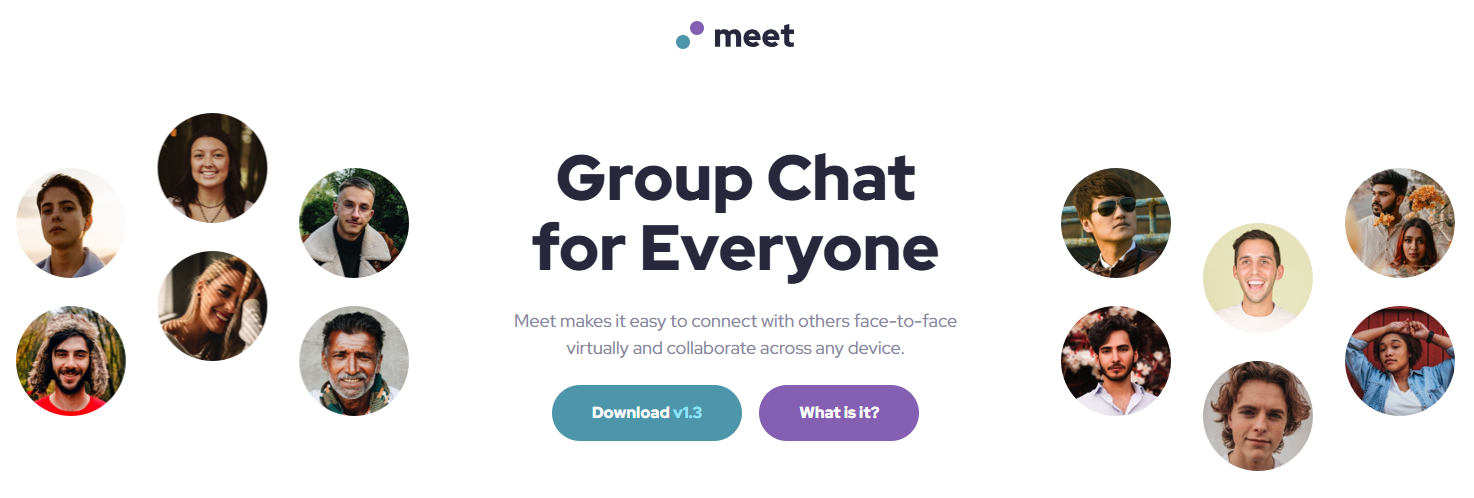 meet
Group Chat
for Everyone
Meet makes it easy to connect with others face-to-face
virtually and collaborate across any device.
Download v1.3
What is it?